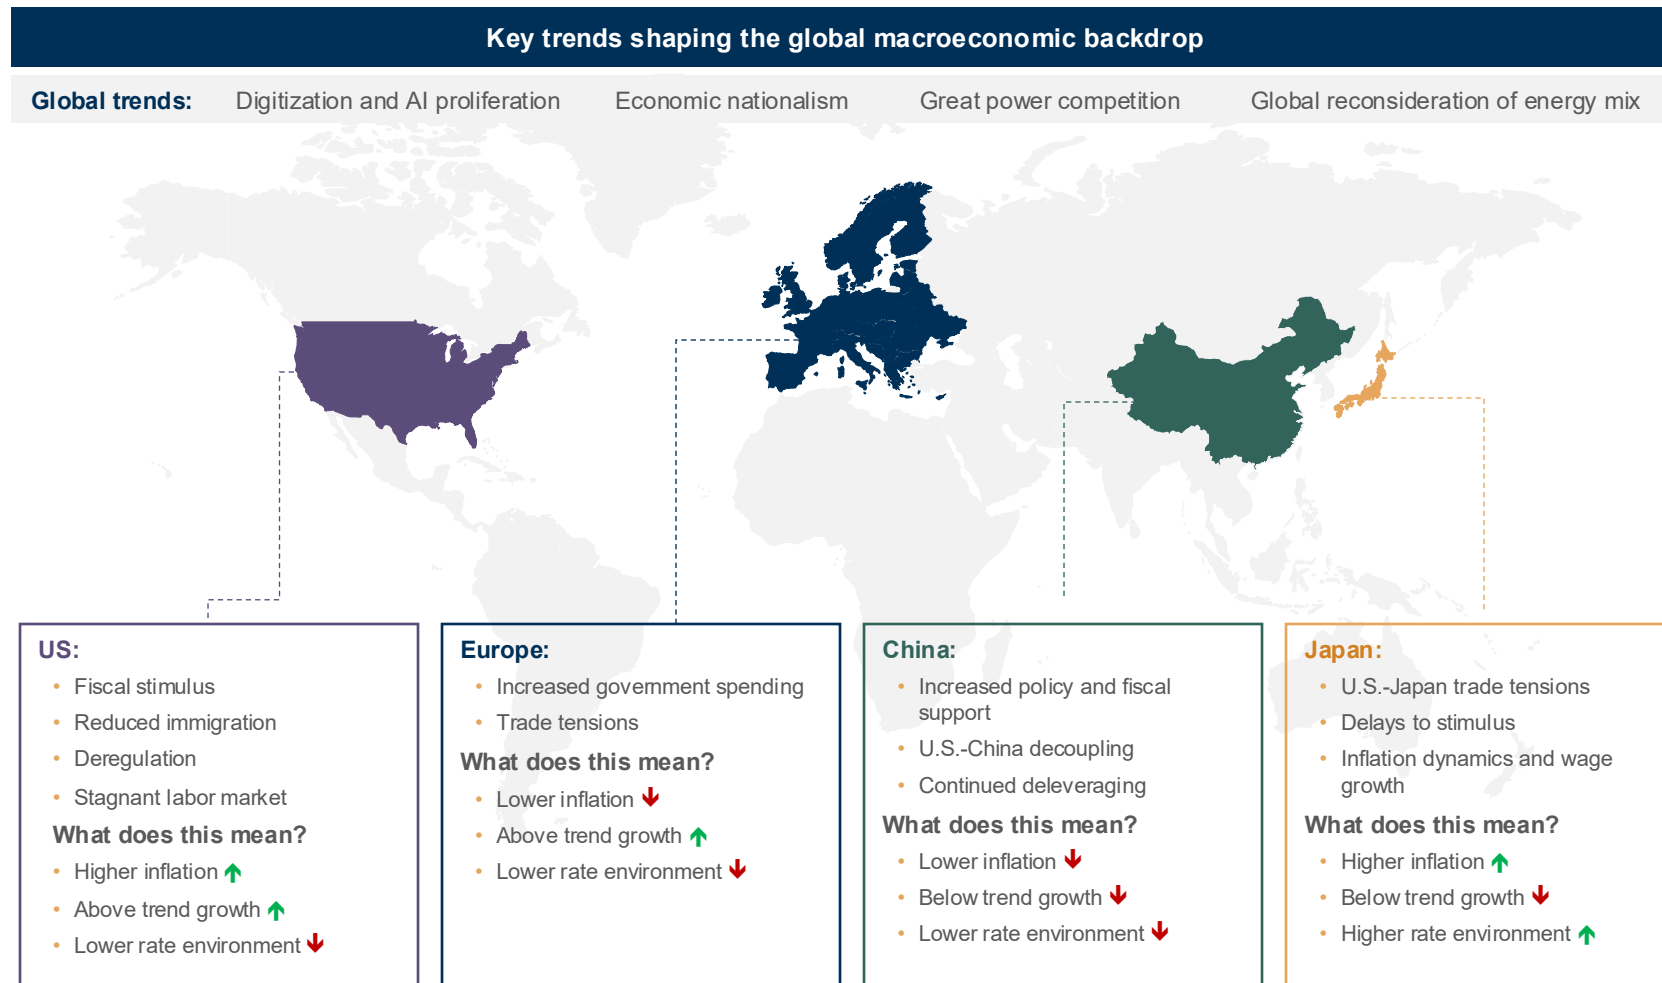 Key trends shaping the global macroeconomic backdrop
Global trends: Digitization and AI proliferation Economic nationalism Great power competition Global reconsideration of energy mix
US:
• Fiscal stimulus
• Reduced immigration
• Deregulation
• Stagnant labor market
What does this mean?
• Higher inflation ↑
• Above trend growth ↑
• Lower rate environment ↓
Europe:
• Increased government spending
• Trade tensions
What does this mean?
• Lower inflation ↓
• Above trend growth ↑
• Lower rate environment ↓
China:
• Increased policy and fiscal
support
• U.S.-China decoupling
• Continued deleveraging
What does this mean?
• Lower inflation ↓
• Below trend growth ↓
• Lower rate environment ↓
Japan:
• U.S.-Japan trade tensions
• Delays to stimulus
• Inflation dynamics and wage
growth
What does this mean?
• Higher inflation ↑
• Below trend growth ↓
• Higher rate environment ↑